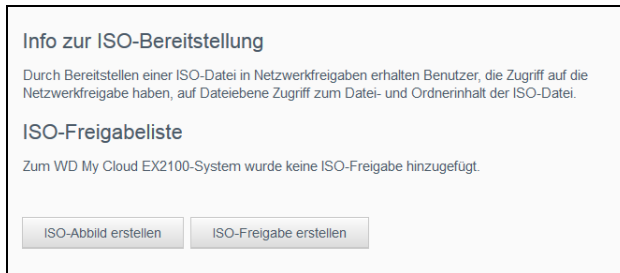 Info zur ISO-Bereitstellung
Durch Bereitstellen einer ISO-Datei in Netzwerkfreigaben erhalten Benutzer, die Zugriff auf die
Netzwerkfreigabe haben, auf Dateiebene Zugriff zum Datei- und Ordnerinhalt der ISO-Datei.
ISO-Freigabeliste
Zum WD My Cloud EX2100-System wurde keine ISO-Freigabe hinzugefügt.
ISO-Abbild erstellen ISO-Freigabe erstellen